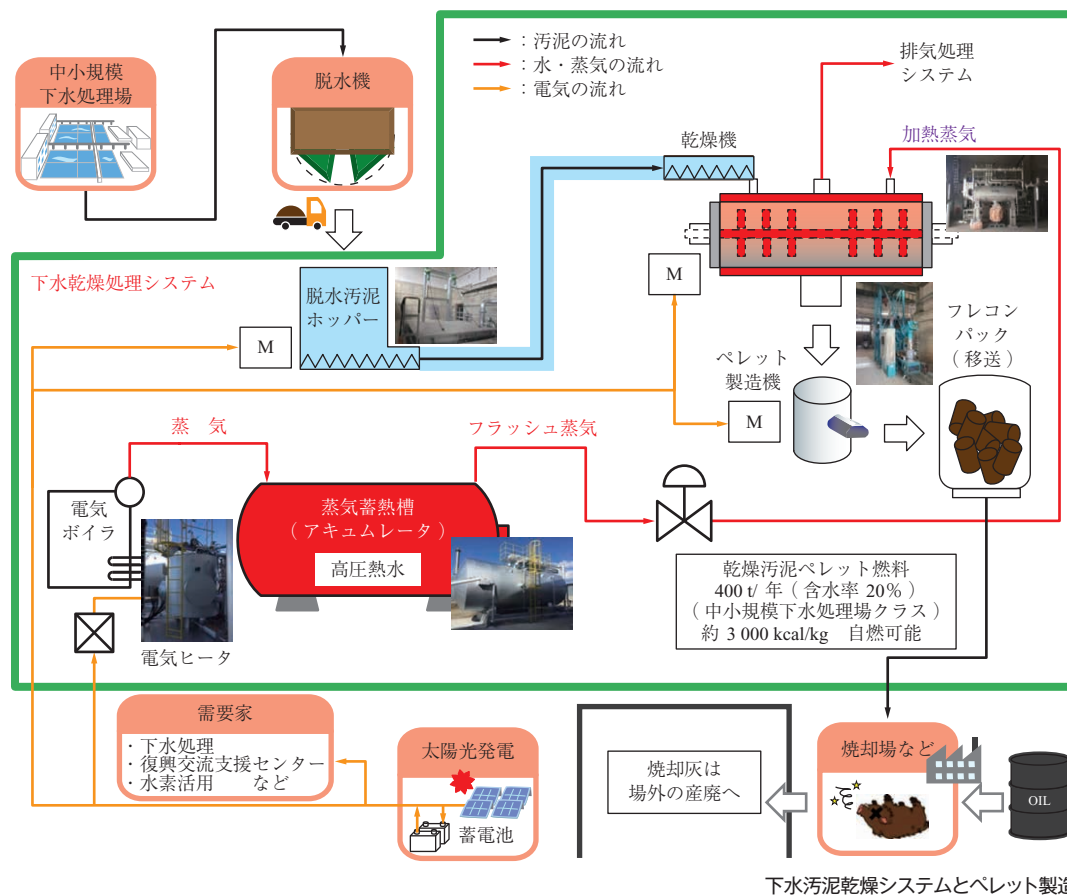 中小規模
下水処理場
脱水機
：汚泥の流れ
：水・蒸気の流れ
：電気の流れ
排気処理
システム
乾燥機
加熱蒸気
下水乾燥処理システム
脱水汚泥
ホッパー
M
M
フレコン
パック
（移送）
ペレット
製造機
M
蒸　気
フラッシュ蒸気
電気
ボイラ
蒸気蓄熱槽
（アキュムレータ）
高圧熱水
乾燥汚泥ペレット燃料
400 t/ 年（含水率 20%）
（中小規模下水処理場クラス）
約 3 000 kcal/kg　自燃可能
電気ヒータ
需要家
・下水処理
・復興交流支援センター
・水素活用　　など
太陽光発電
蓄電池
焼却灰は
場外の産廃へ
焼却場など
OIL
下水汚泥乾燥システムとペレット製造